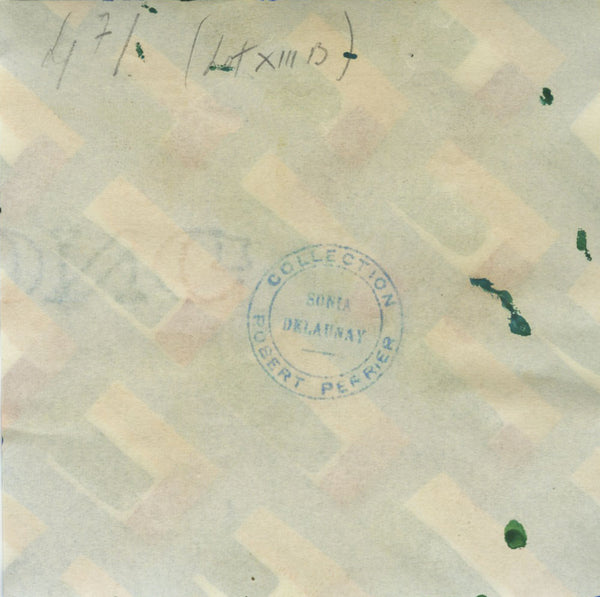 (Lot XIII B)
COLLECTION
SONIA
DELAUNAY
ROBERT PERRIER